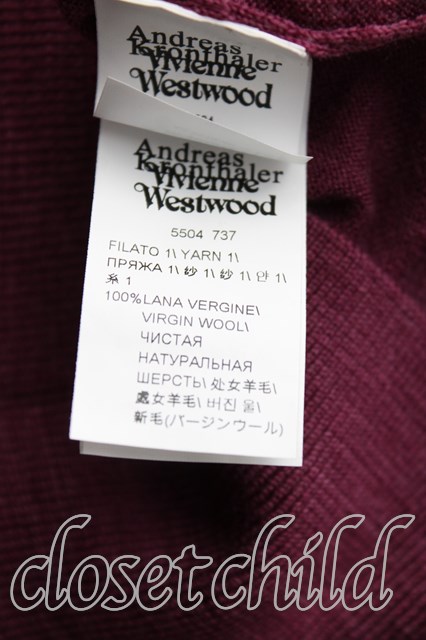 Andreas
Kronthaler
Vivienne
Westwood
Andreas
Kronthaler
Vivienne
Westwood
5504 737
FILATO 1\ YARN 1\
ПРЯЖА 1\ 紗 1\ 纱 1\ 얀 1\
糸 1
100%LANA VERGINE\
VIRGIN WOOL\
ЧИСТАЯ
НАТУРАЛЬНАЯ
ШЕРСТЬ\ 处女羊毛\
處女羊毛\ 버진 울\
新毛(バージンウール)
closet child